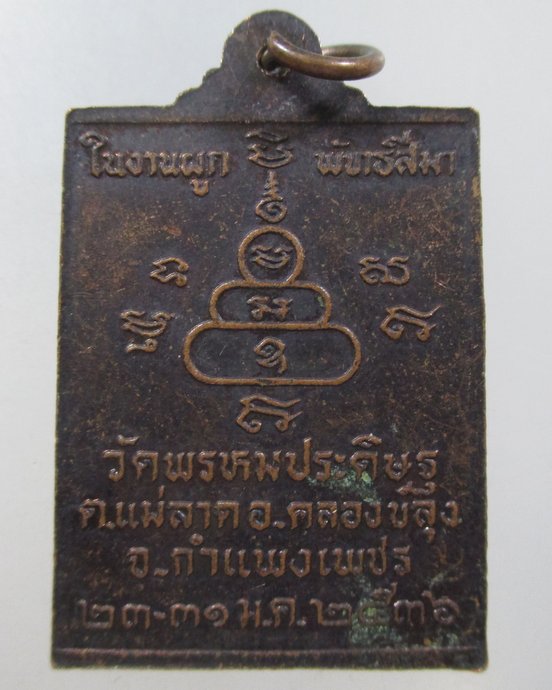 ในงานผูก พัทธ์สีมา
วัดพรหมประดิษฐ
ต.แม่ลาด อ.คลองขลุง
จ.กำแพงเพชร
๒๓-๓๑ ม.ค.๒๕๓๖